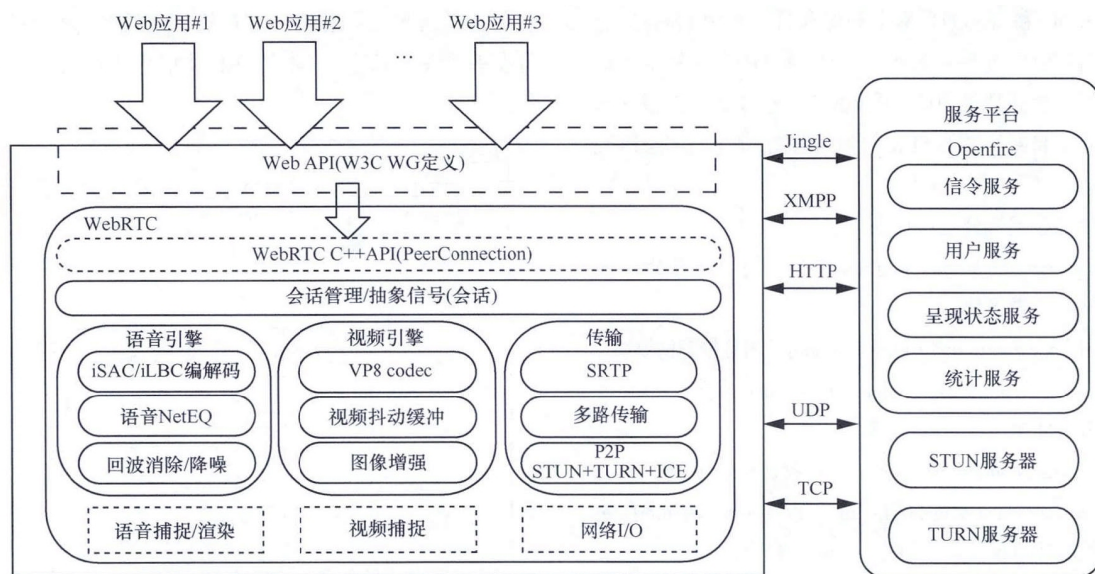 Web应用#1
Web应用#2
Web应用#3
...
Web API(W3C WG定义)
WebRTC
WebRTC C++API(PeerConnection)
会话管理/抽象信号(会话)
语音引擎
iSAC/iLBC编解码
语音NetEQ
回波消除/降噪
视频引擎
VP8 codec
视频抖动缓冲
图像增强
传输
SRTP
多路传输
P2P
STUN+TURN+ICE
语音捕捉/渲染
视频捕捉
网络I/O
Jingle
XMPP
HTTP
UDP
TCP
服务平台
Openfire
信令服务
用户服务
呈现状态服务
统计服务
STUN服务器
TURN服务器